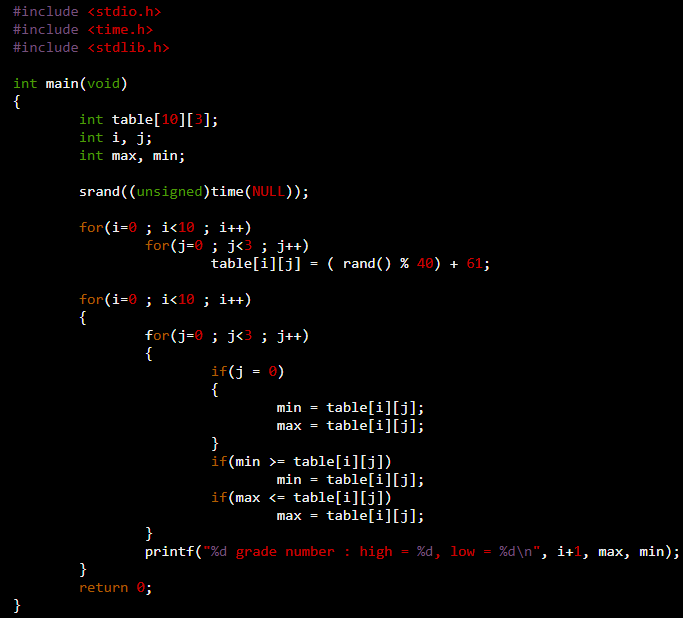 #include <stdio.h>
#include <time.h>
#include <stdlib.h>
int main(void)
{
int table[10][3];
int i, j;
int max, min;
srand((unsigned)time(NULL));
for(i=0 ; i<10 ; i++)
for(j=0 ; j<3 ; j++)
table[i][j] = ( rand() % 40) + 61;
for(i=0 ; i<10 ; i++)
{
for(j=0 ; j<3 ; j++)
{
if(j = 0)
{
min = table[i][j];
max = table[i][j];
}
if(min >= table[i][j])
min = table[i][j];
if(max <= table[i][j])
max = table[i][j];
}
printf("%d grade number : high = %d, low = %d\n", i+1, max, min);
}
return 0;
}